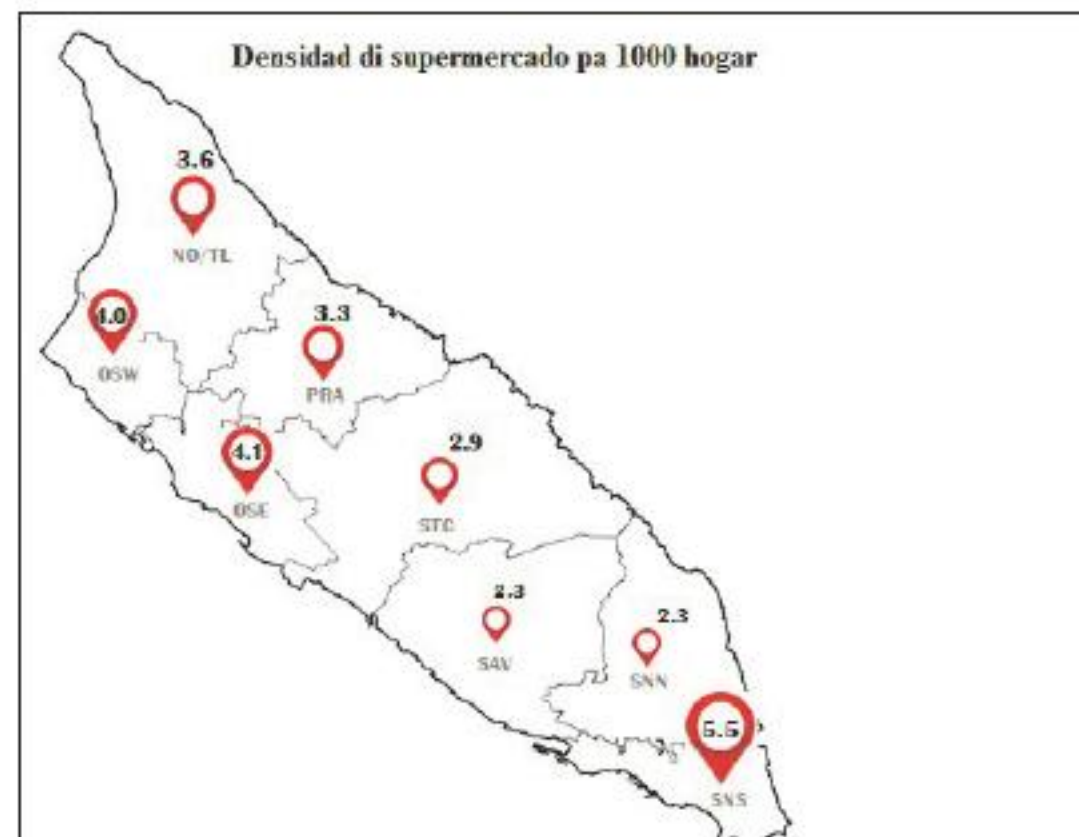 Densidad di supermercado pa 1000 hogar
3.6
NO/TL
4.0
OSW
3.3
PRA
4.1
OSE
2.9
STC
2.3
SAV
2.3
SNN
5.5
SNS